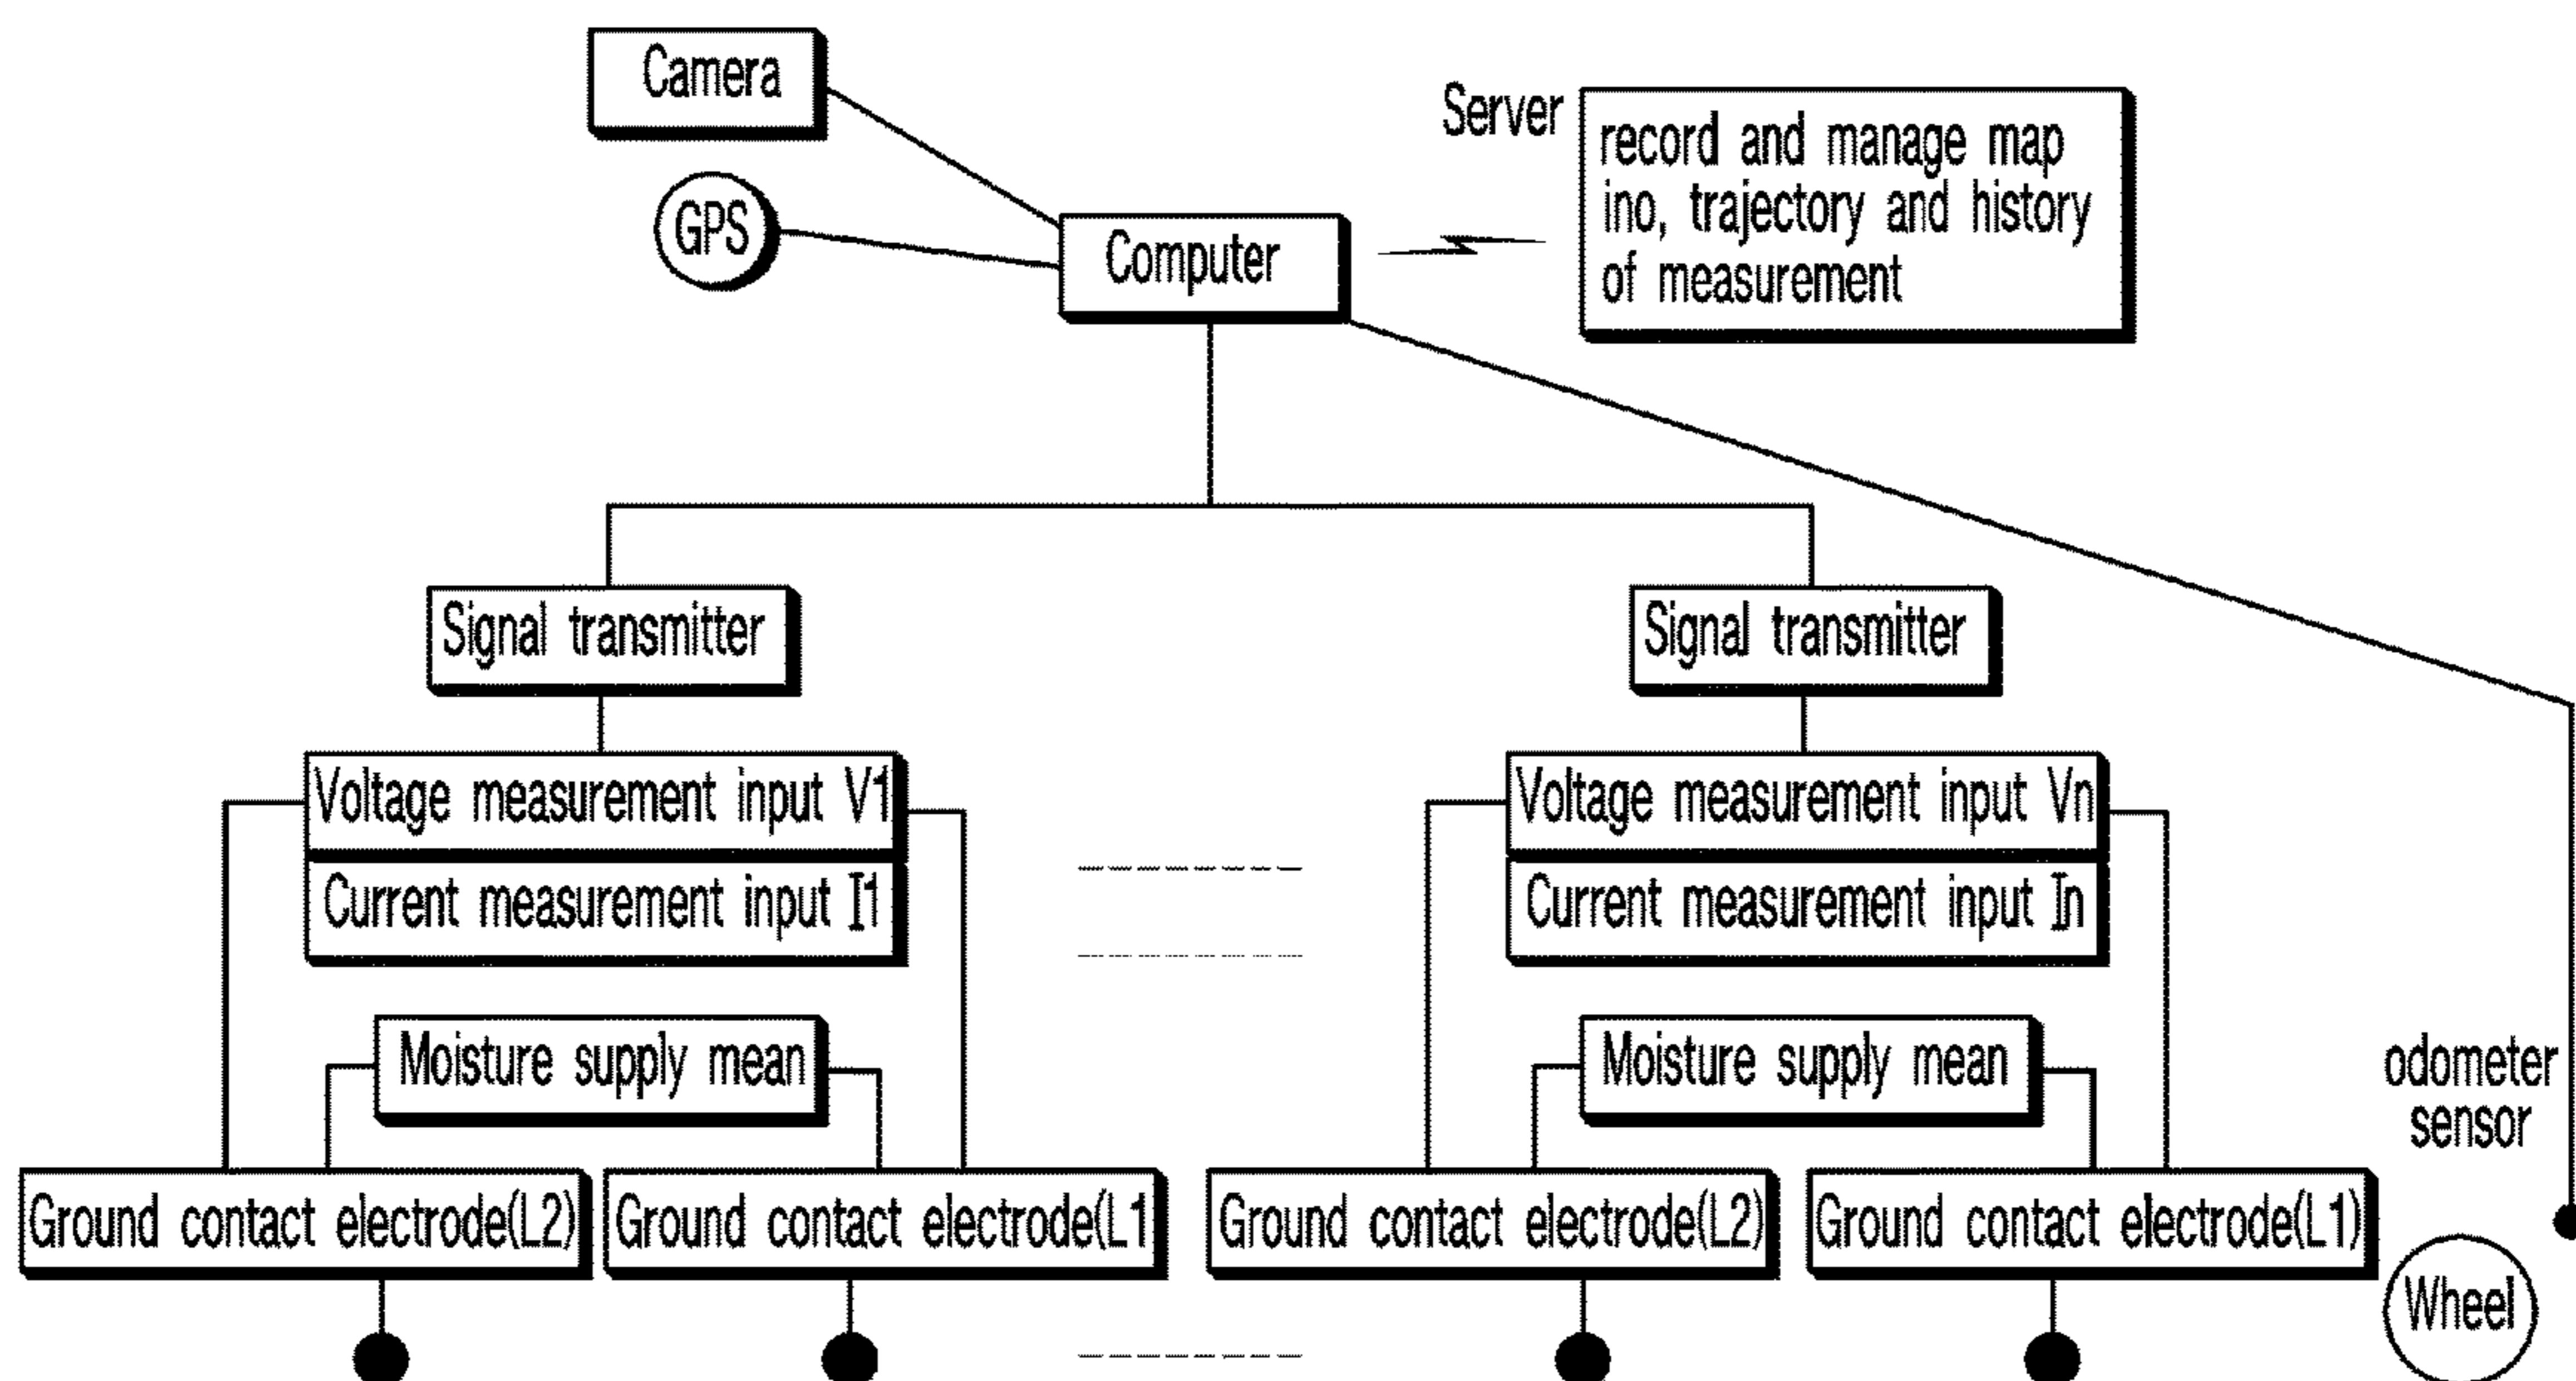 Camera
GPS
Computer
Server
record and manage map
ino, trajectory and history
of measurement
Signal transmitter
Signal transmitter
Voltage measurement input V1
Current measurement input I1
Voltage measurement input Vn
Current measurement input In
Moisture supply mean
Moisture supply mean
odometer
sensor
Ground contact electrode(L2)
Ground contact electrode(L1
Ground contact electrode(L2)
Ground contact electrode(L1)
Wheel